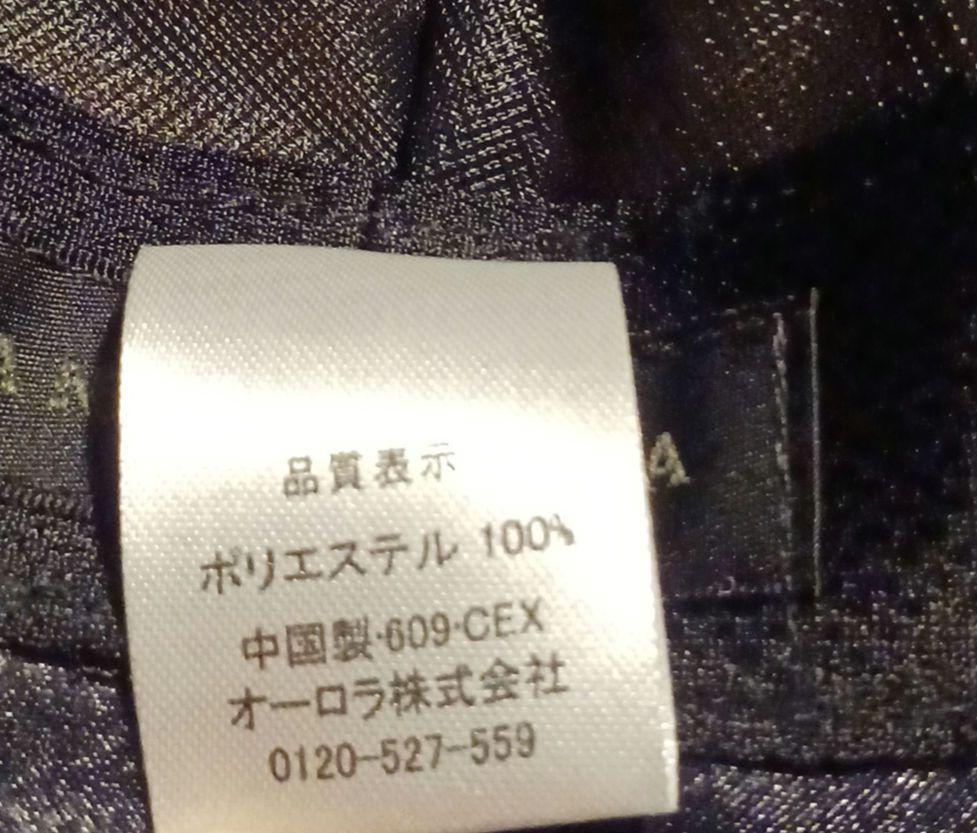 品質表示
ポリエステル 100%
中国製·609·CEX
オーロラ株式会社
0120-527-559